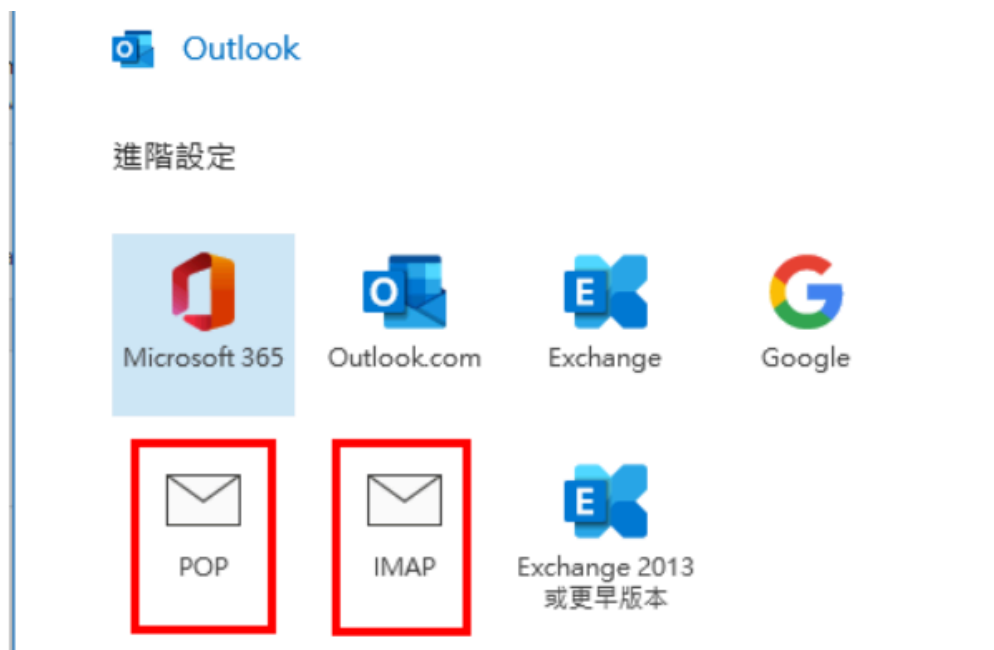 Outlook
進階設定
Microsoft 365
Outlook.com
Exchange
Google
POP
IMAP
Exchange 2013
或更早版本